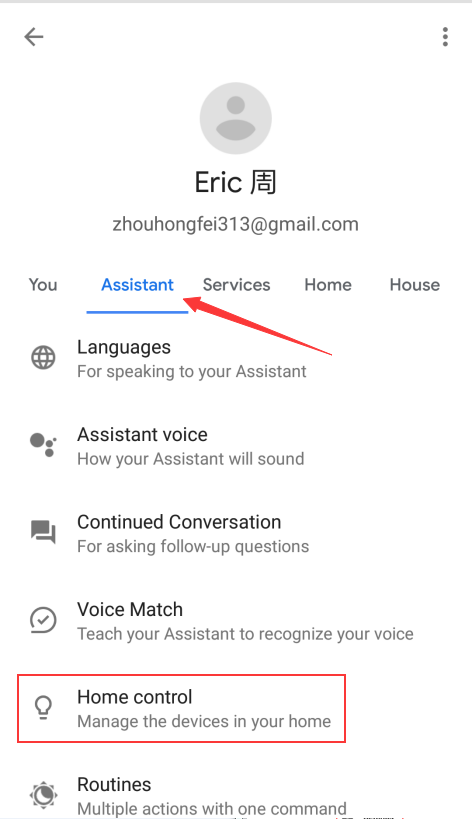 Eric 周
zhouhongfei313@gmail.com
You Assistant Services Home House
Languages
For speaking to your Assistant
Assistant voice
How your Assistant will sound
Continued Conversation
For asking follow-up questions
Voice Match
Teach your Assistant to recognize your voice
Home control
Manage the devices in your home
Routines
Multiple actions with one command